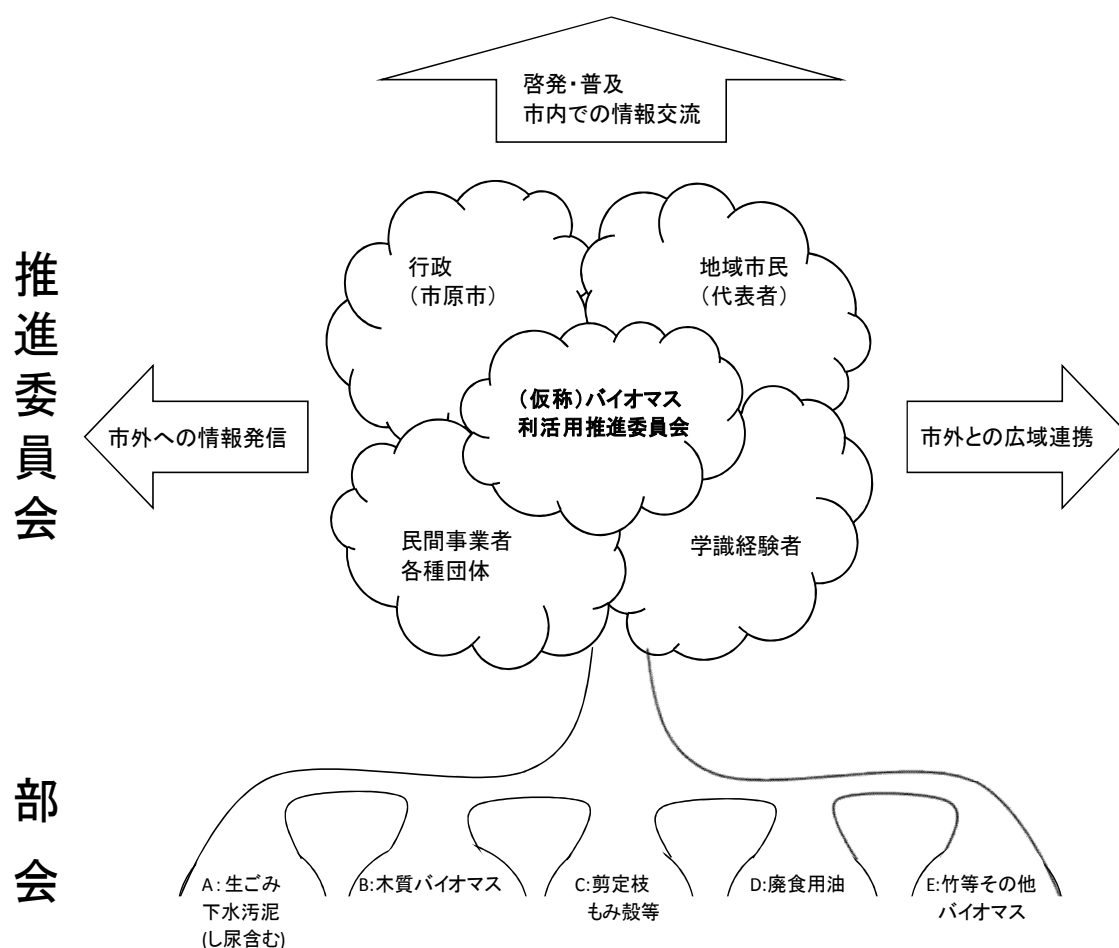 啓発・普及
市内での情報交流
推進委員会
行政
（市原市）
地域市民
（代表者）
（仮称）バイオマス
利活用推進委員会
市外への情報発信
市外との広域連携
民間事業者
各種団体
学識経験者
部会
A：生ごみ
下水汚泥
(し尿含む)
B:木質バイオマス
C:剪定枝
もみ殻等
D:廃食用油
E:竹等その他
バイオマス